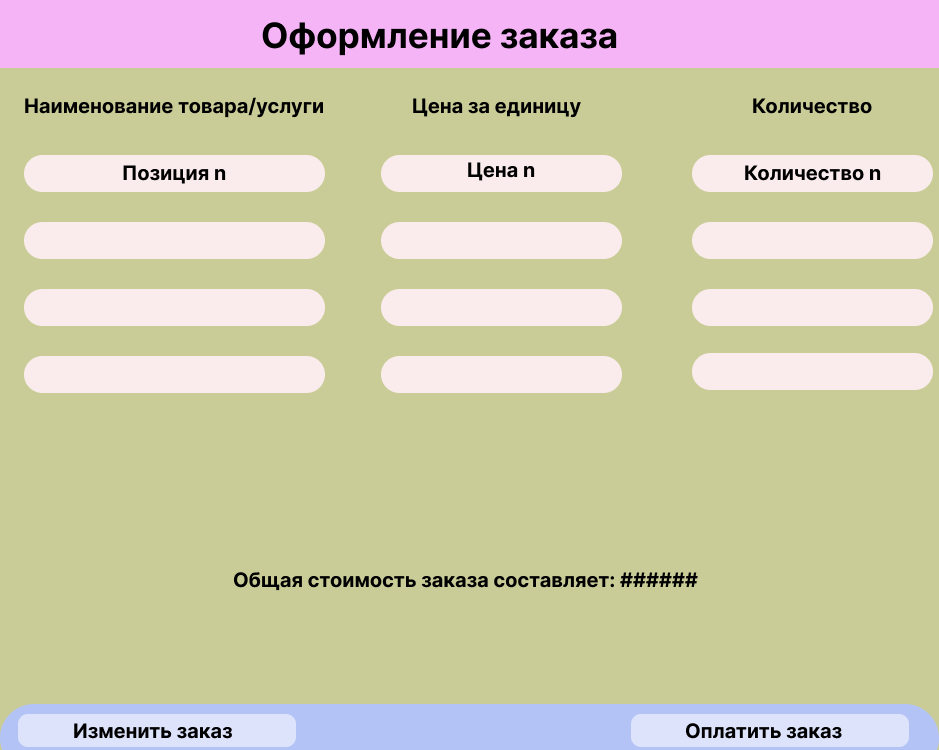 Оформление заказа
Наименование товара/услуги Цена за единицу Количество
Позиция n Цена n Количество n
Общая стоимость заказа составляет: ######
Изменить заказ Оплатить заказ